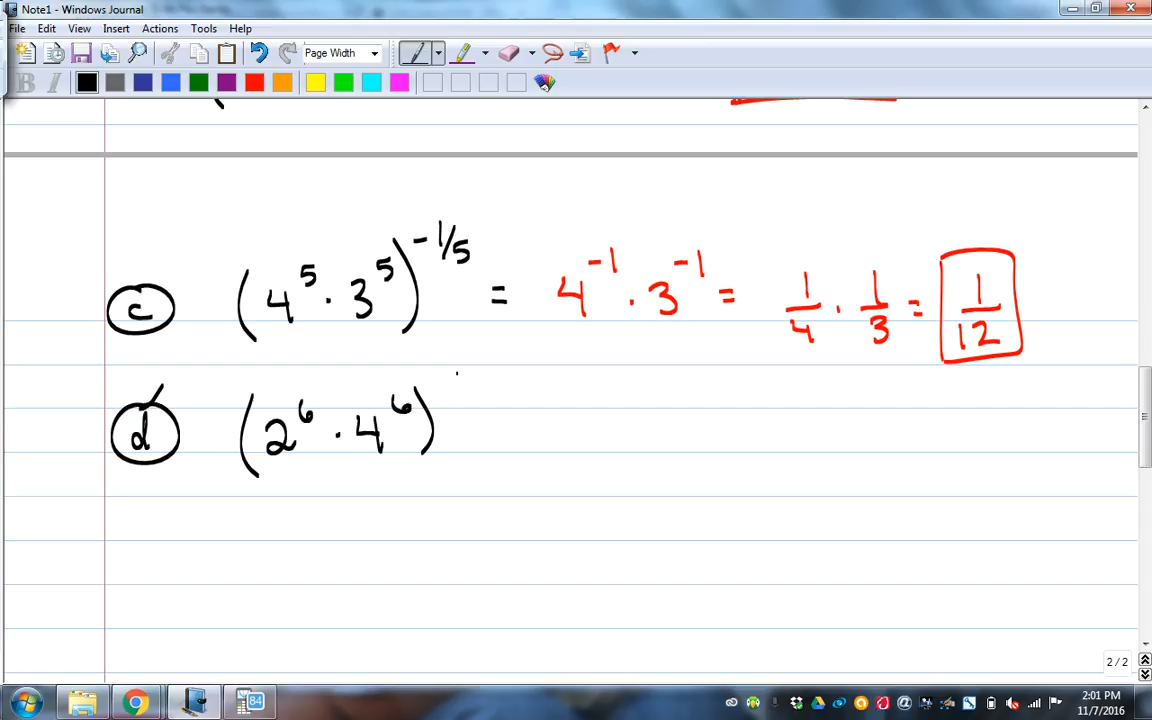 Note1 - Windows Journal
File Edit View Insert Actions Tools Help
Page Width
B I
c (4^5 · 3^5)^-1/5 = 4^-1 · 3^-1 = 1/4 · 1/3 = 1/12
d (2^6 · 4^6)
2 / 2
84
2:01 PM
11/7/2016